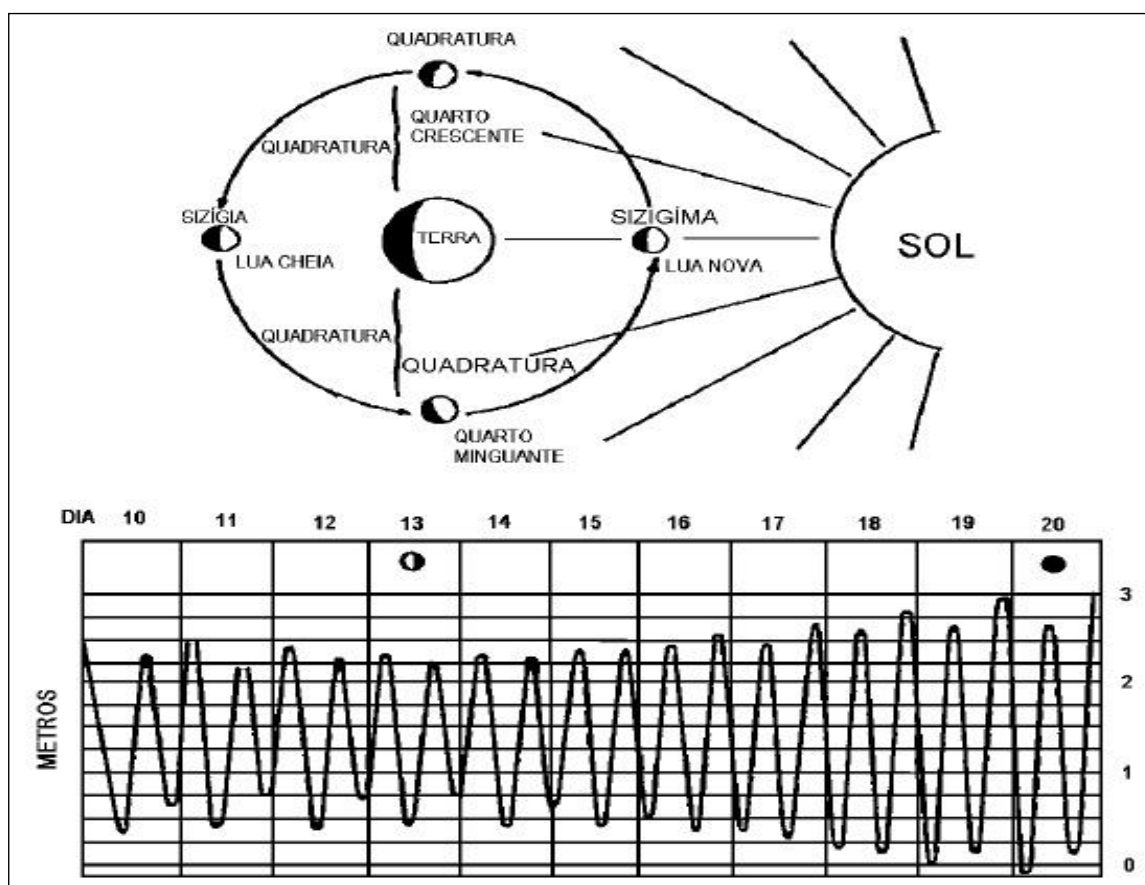 QUADRATURA
QUARTO
CRESCENTE
QUADRATURA
SIZÍGIA
LUA CHEIA
TERRA
SIZIGÍMA
LUA NOVA
SOL
QUADRATURA
QUADRATURA
QUARTO
MINGUANTE
DIA 10 11 12 13 14 15 16 17 18 19 20
METROS
3
2
1
0